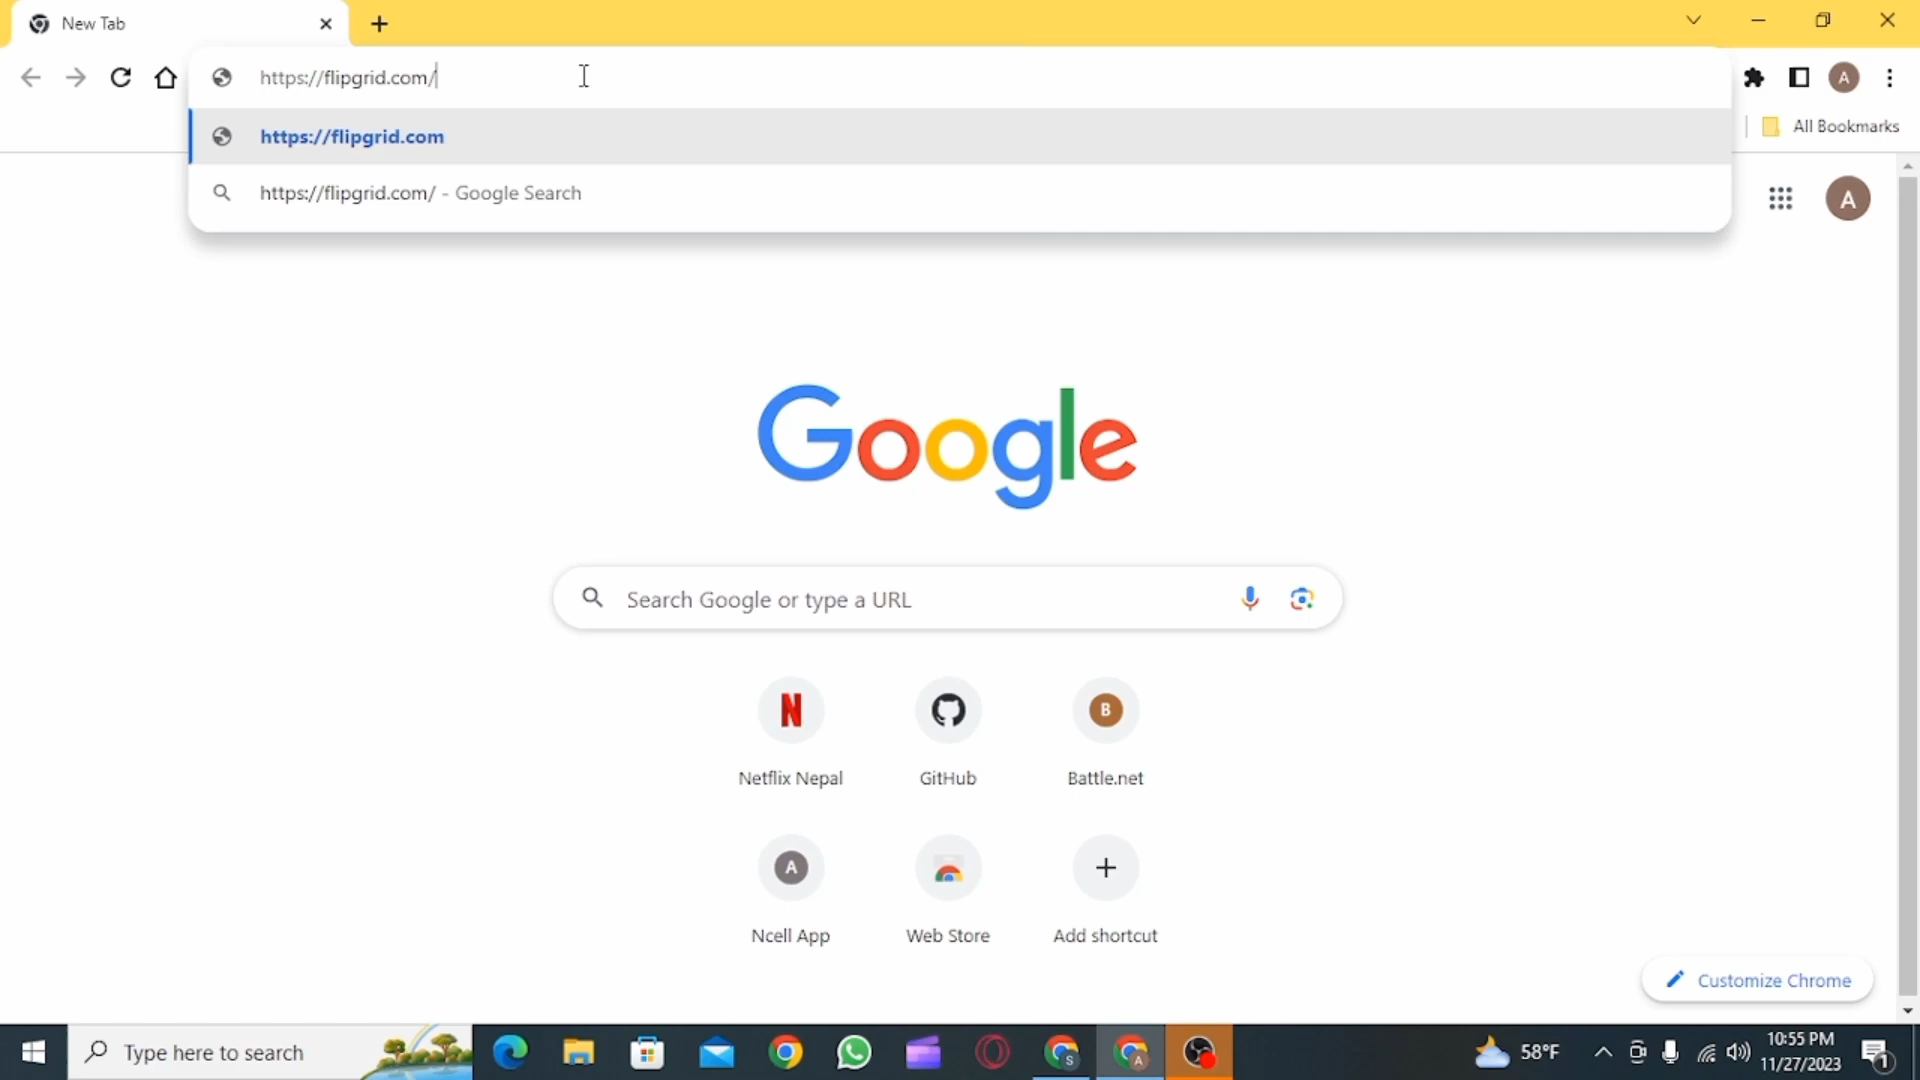 New Tab
https://flipgrid.com/
A
https://flipgrid.com
All Bookmarks
https://flipgrid.com/ - Google Search
A
Google
Search Google or type a URL
N
B
Netflix Nepal
GitHub
Battle.net
A
Ncell App
Web Store
Add shortcut
Customize Chrome
Type here to search
S
A
58°F
10:55 PM
11/27/2023
1